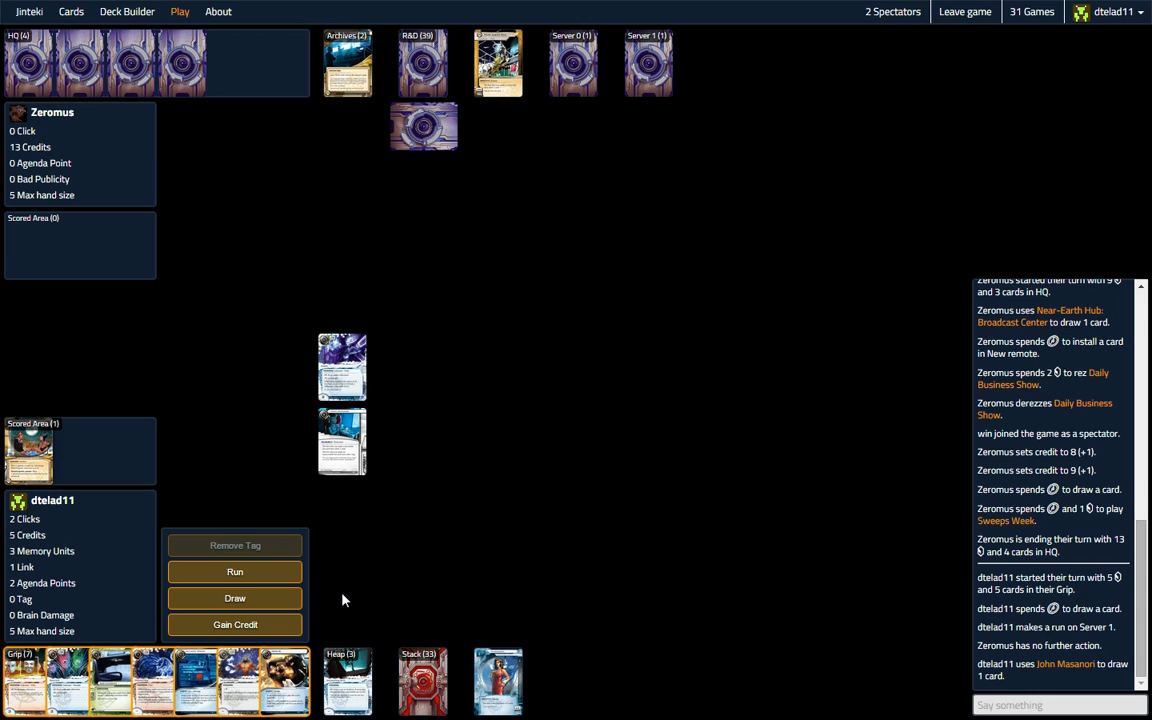 Jinteki Cards Deck Builder Play About 2 Spectators Leave game 31 Games dtelad11
HQ (4) Archives (2) R&D (39) Server 0 (1) Server 1 (1)
Zeromus
0 Click
13 Credits
0 Agenda Point
0 Bad Publicity
5 Max hand size
Scored Area (0)
Scored Area (1)
dtelad11
2 Clicks
5 Credits
3 Memory Units
1 Link
2 Agenda Points
0 Tag
0 Brain Damage
5 Max hand size
Remove Tag
Run
Draw
Gain Credit
Grip (7) Heap (3) Stack (33)
Zeromus started their turn with 9
and 3 cards in HQ.
Zeromus uses Near-Earth Hub:
Broadcast Center to draw 1 card.
Zeromus spends to install a card
in New remote.
Zeromus spends 2 to rez Daily
Business Show.
Zeromus derezzes Daily Business
Show.
win joined the game as a spectator.
Zeromus sets credit to 8 (+1).
Zeromus sets credit to 9 (+1).
Zeromus spends to draw a card.
Zeromus spends and 1 to play
Sweeps Week.
Zeromus is ending their turn with 13
and 4 cards in HQ.
dtelad11 started their turn with 5
and 5 cards in their Grip.
dtelad11 spends to draw a card.
dtelad11 makes a run on Server 1.
Zeromus has no further action.
dtelad11 uses John Masanori to draw
1 card.
Say something